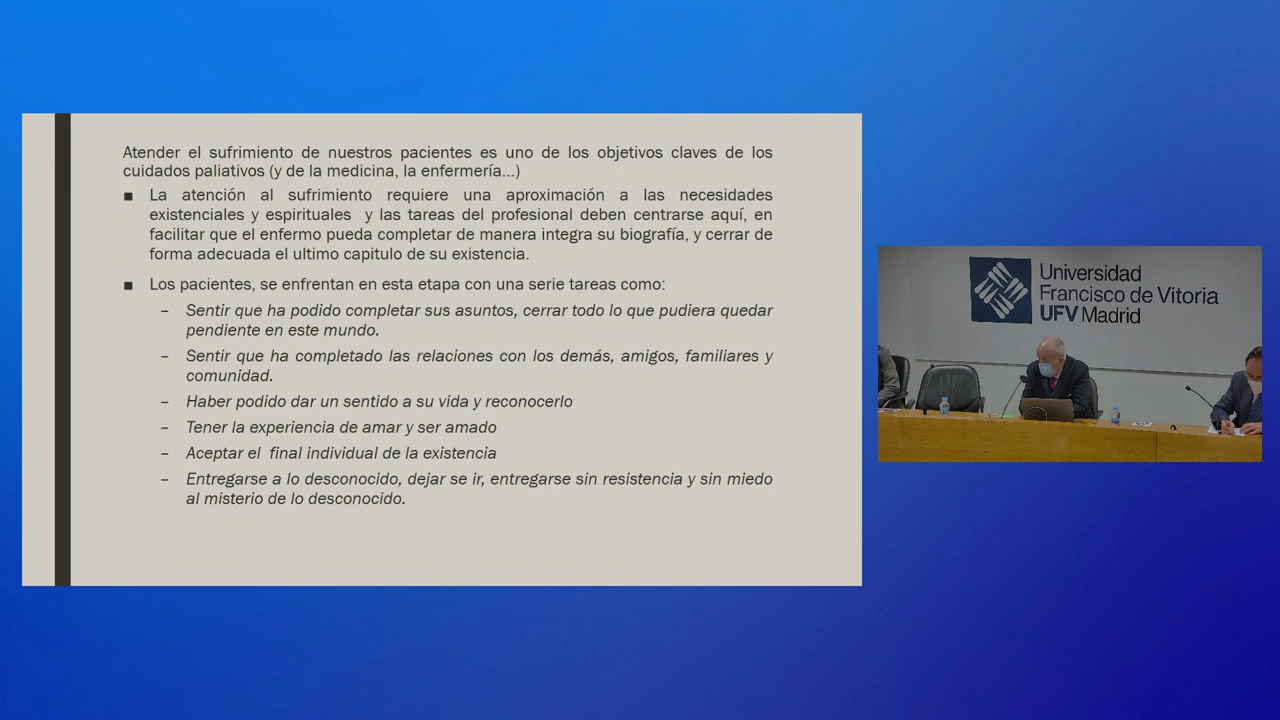 Atender el sufrimiento de nuestros pacientes es uno de los objetivos claves de los
cuidados paliativos (y de la medicina, la enfermería...)
■ La atención al sufrimiento requiere una aproximación a las necesidades
existenciales y espirituales y las tareas del profesional deben centrarse aquí, en
facilitar que el enfermo pueda completar de manera integra su biografía, y cerrar de
forma adecuada el ultimo capitulo de su existencia.
■ Los pacientes, se enfrentan en esta etapa con una serie tareas como:
– Sentir que ha podido completar sus asuntos, cerrar todo lo que pudiera quedar
pendiente en este mundo.
– Sentir que ha completado las relaciones con los demás, amigos, familiares y
comunidad.
– Haber podido dar un sentido a su vida y reconocerlo
– Tener la experiencia de amar y ser amado
– Aceptar el final individual de la existencia
– Entregarse a lo desconocido, dejar se ir, entregarse sin resistencia y sin miedo
al misterio de lo desconocido.
Universidad
Francisco de Vitoria
UFV Madrid